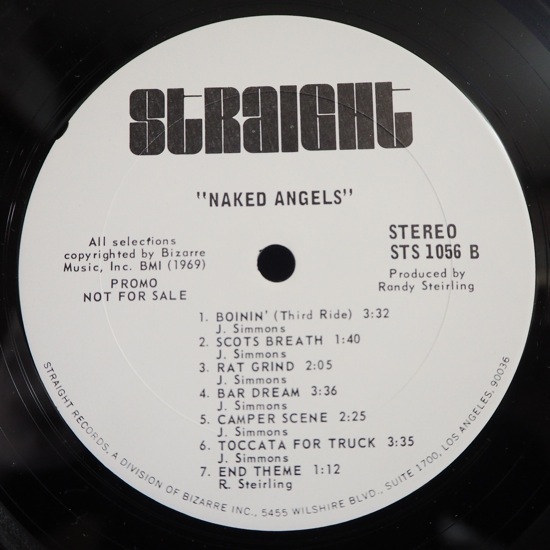 STRAIGHT
"NAKED ANGELS"
All selections
copyrighted by Bizarre
Music, Inc. BMI (1969)
PROMO
NOT FOR SALE
STEREO
STS 1056 B
Produced by
Randy Steirling
1. BOININ' (Third Ride) 3:32
J. Simmons
2. SCOTS BREATH 1:40
J. Simmons
3. RAT GRIND 2:05
J. Simmons
4. BAR DREAM 3:36
J. Simmons
5. CAMPER SCENE 2:25
J. Simmons
6. TOCCATA FOR TRUCK 3:35
J. Simmons
7. END THEME 1:12
R. Steirling
STRAIGHT RECORDS, A DIVISION OF BIZARRE INC., 5455 WILSHIRE BLVD., SUITE 1700, LOS ANGELES, 90036